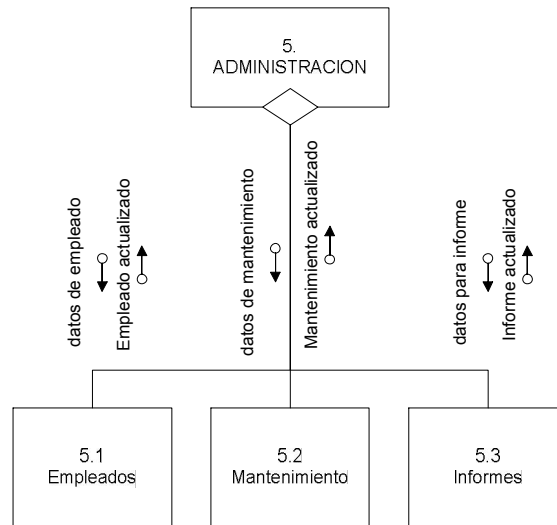 5.
ADMINISTRACION
datos de empleado
Empleado actualizado
datos de mantenimiento
Mantenimiento actualizado
datos para informe
Informe actualizado
5.1
Empleados
5.2
Mantenimiento
5.3
Informes